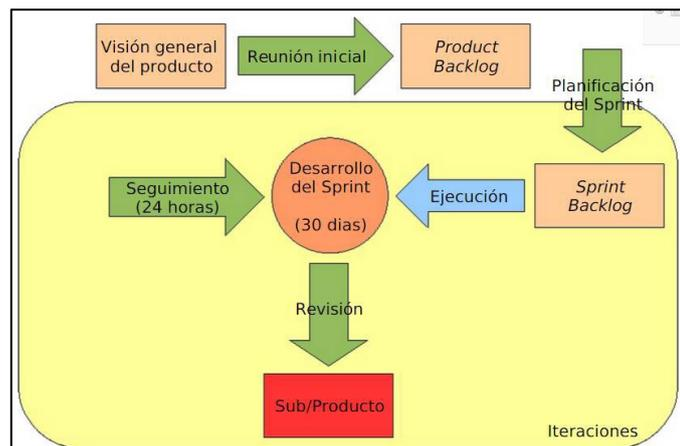 Visión general
del producto
Reunión inicial
Product
Backlog
Planificación
del Sprint
Seguimiento
(24 horas)
Desarrollo
del Sprint
(30 dias)
Ejecución
Sprint
Backlog
Revisión
Sub/Producto
Iteraciones